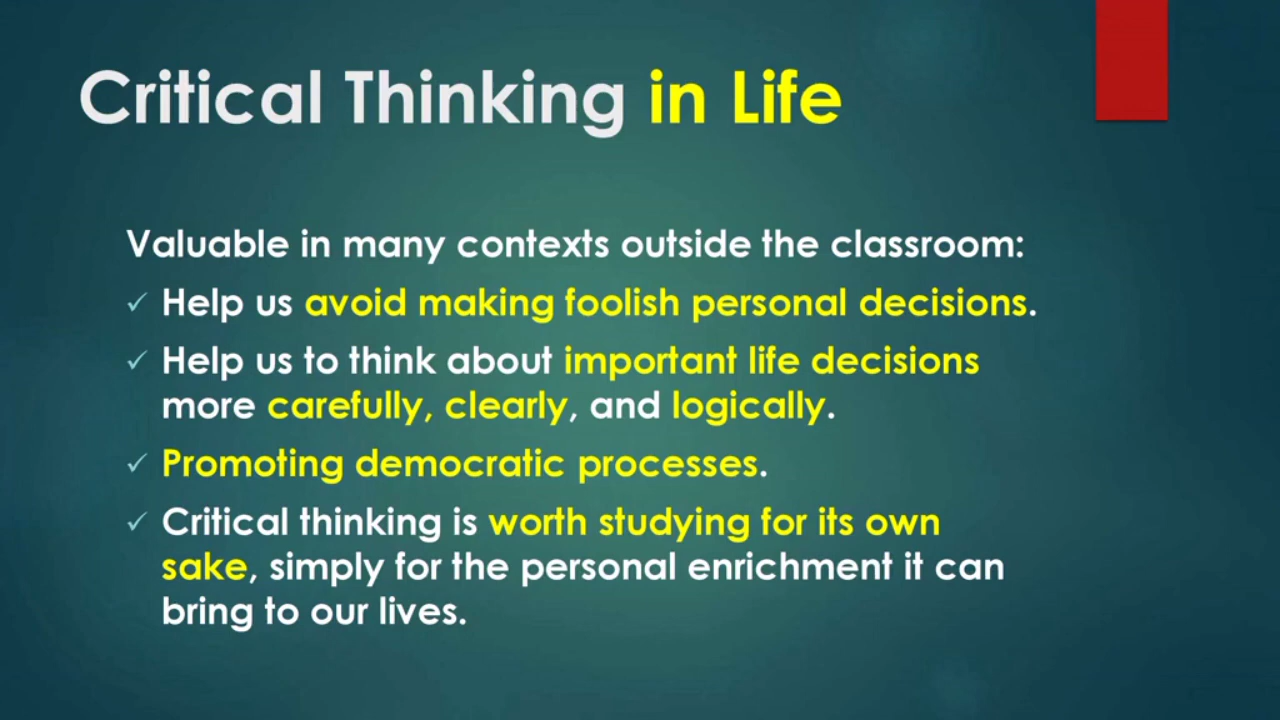 Critical Thinking in Life
Valuable in many contexts outside the classroom:
✓ Help us avoid making foolish personal decisions.
✓ Help us to think about important life decisions
more carefully, clearly, and logically.
✓ Promoting democratic processes.
✓ Critical thinking is worth studying for its own
sake, simply for the personal enrichment it can
bring to our lives.